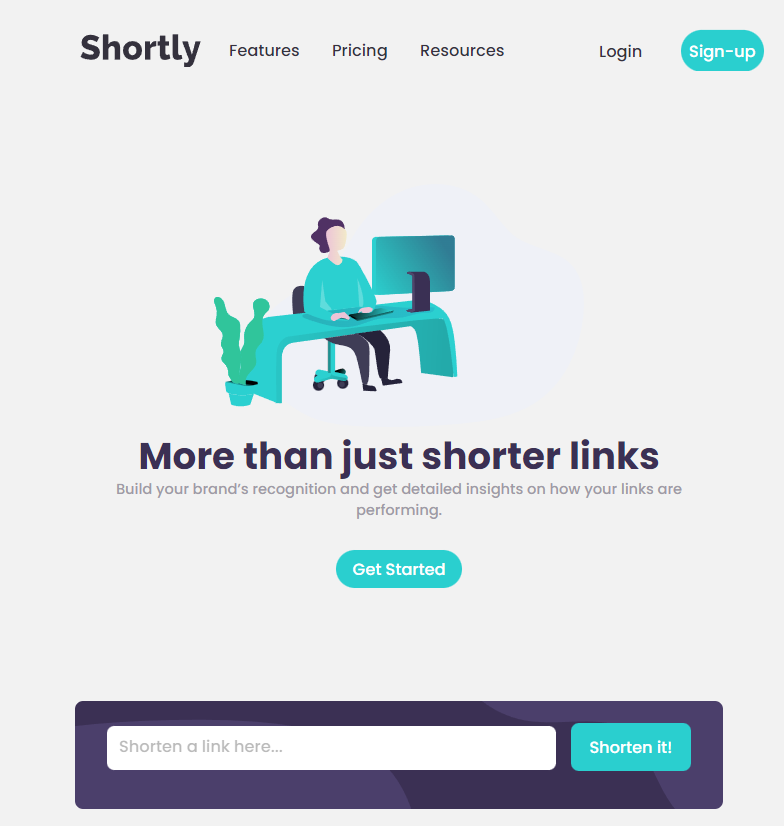 Shortly Features Pricing Resources Login Sign-up
More than just shorter links
Build your brand’s recognition and get detailed insights on how your links are
performing.
Get Started
Shorten a link here... Shorten it!